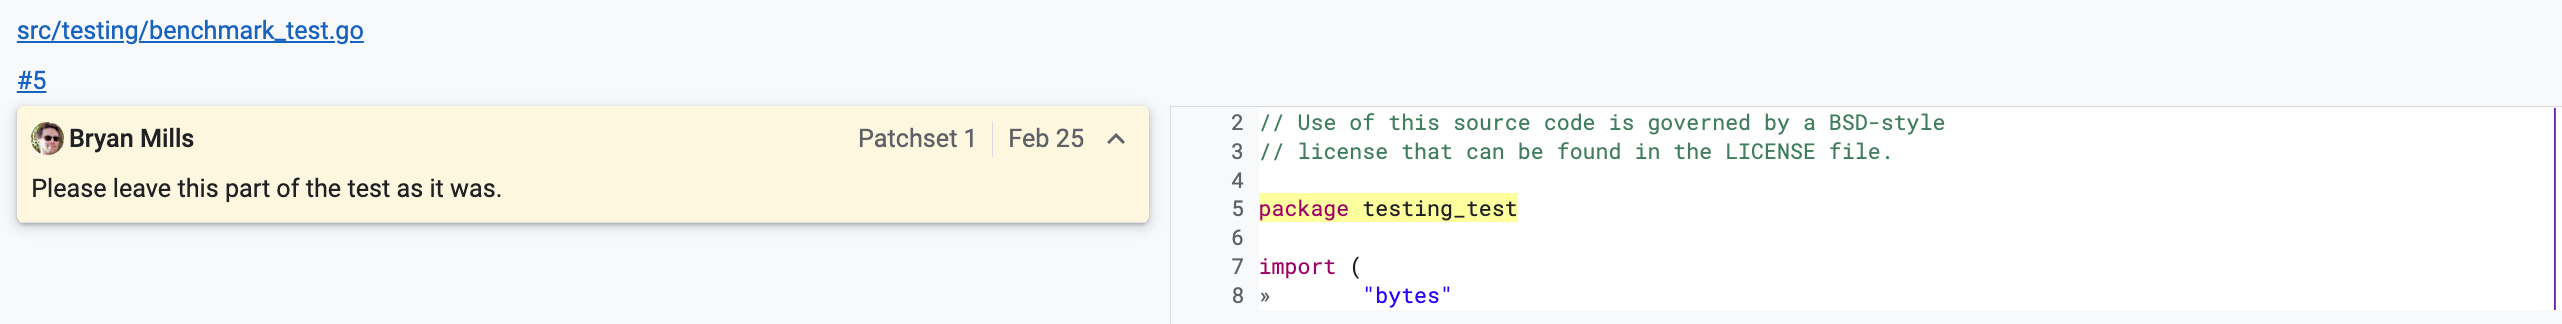 src/testing/benchmark_test.go
#5
Bryan Mills Patchset 1 Feb 25
Please leave this part of the test as it was.
2 // Use of this source code is governed by a BSD-style
3 // license that can be found in the LICENSE file.
4
5 package testing_test
6
7 import (
8 » "bytes"